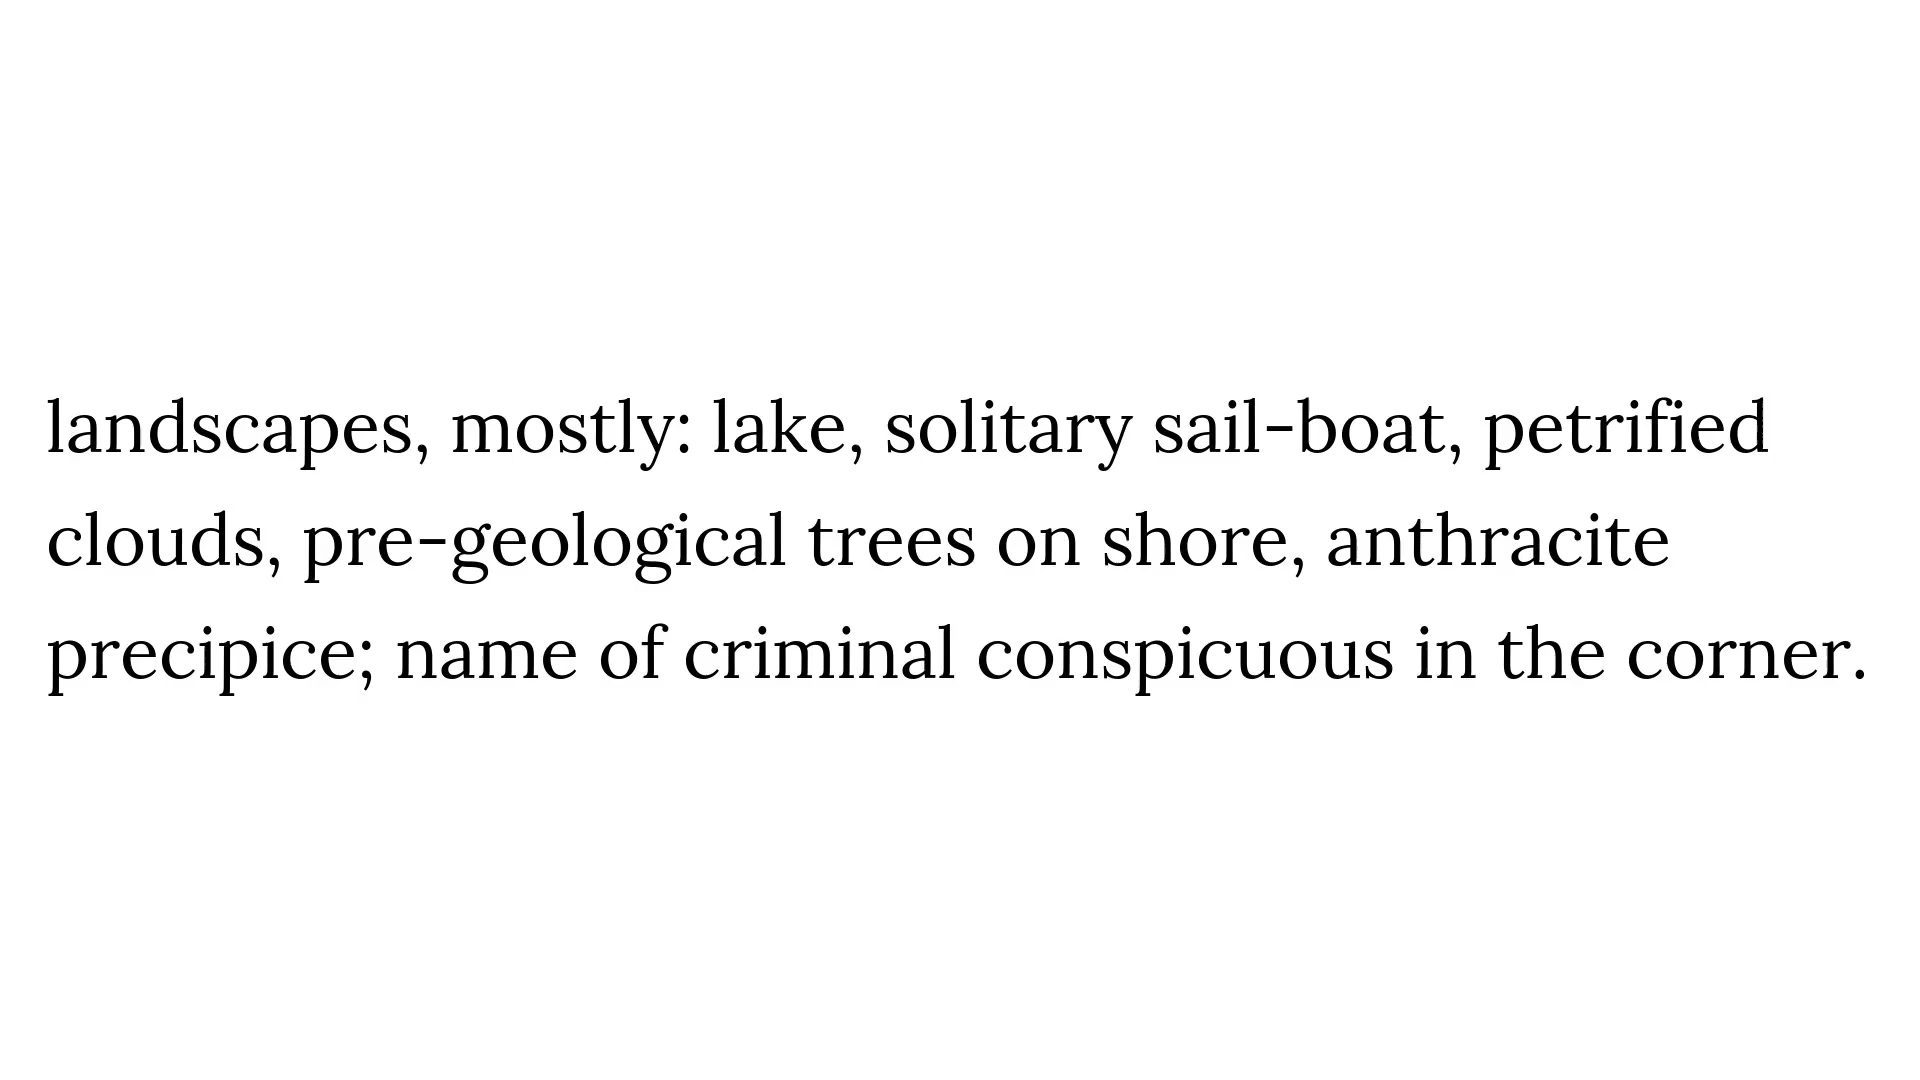 landscapes, mostly: lake, solitary sail-boat, petrified
clouds, pre-geological trees on shore, anthracite
precipice; name of criminal conspicuous in the corner.